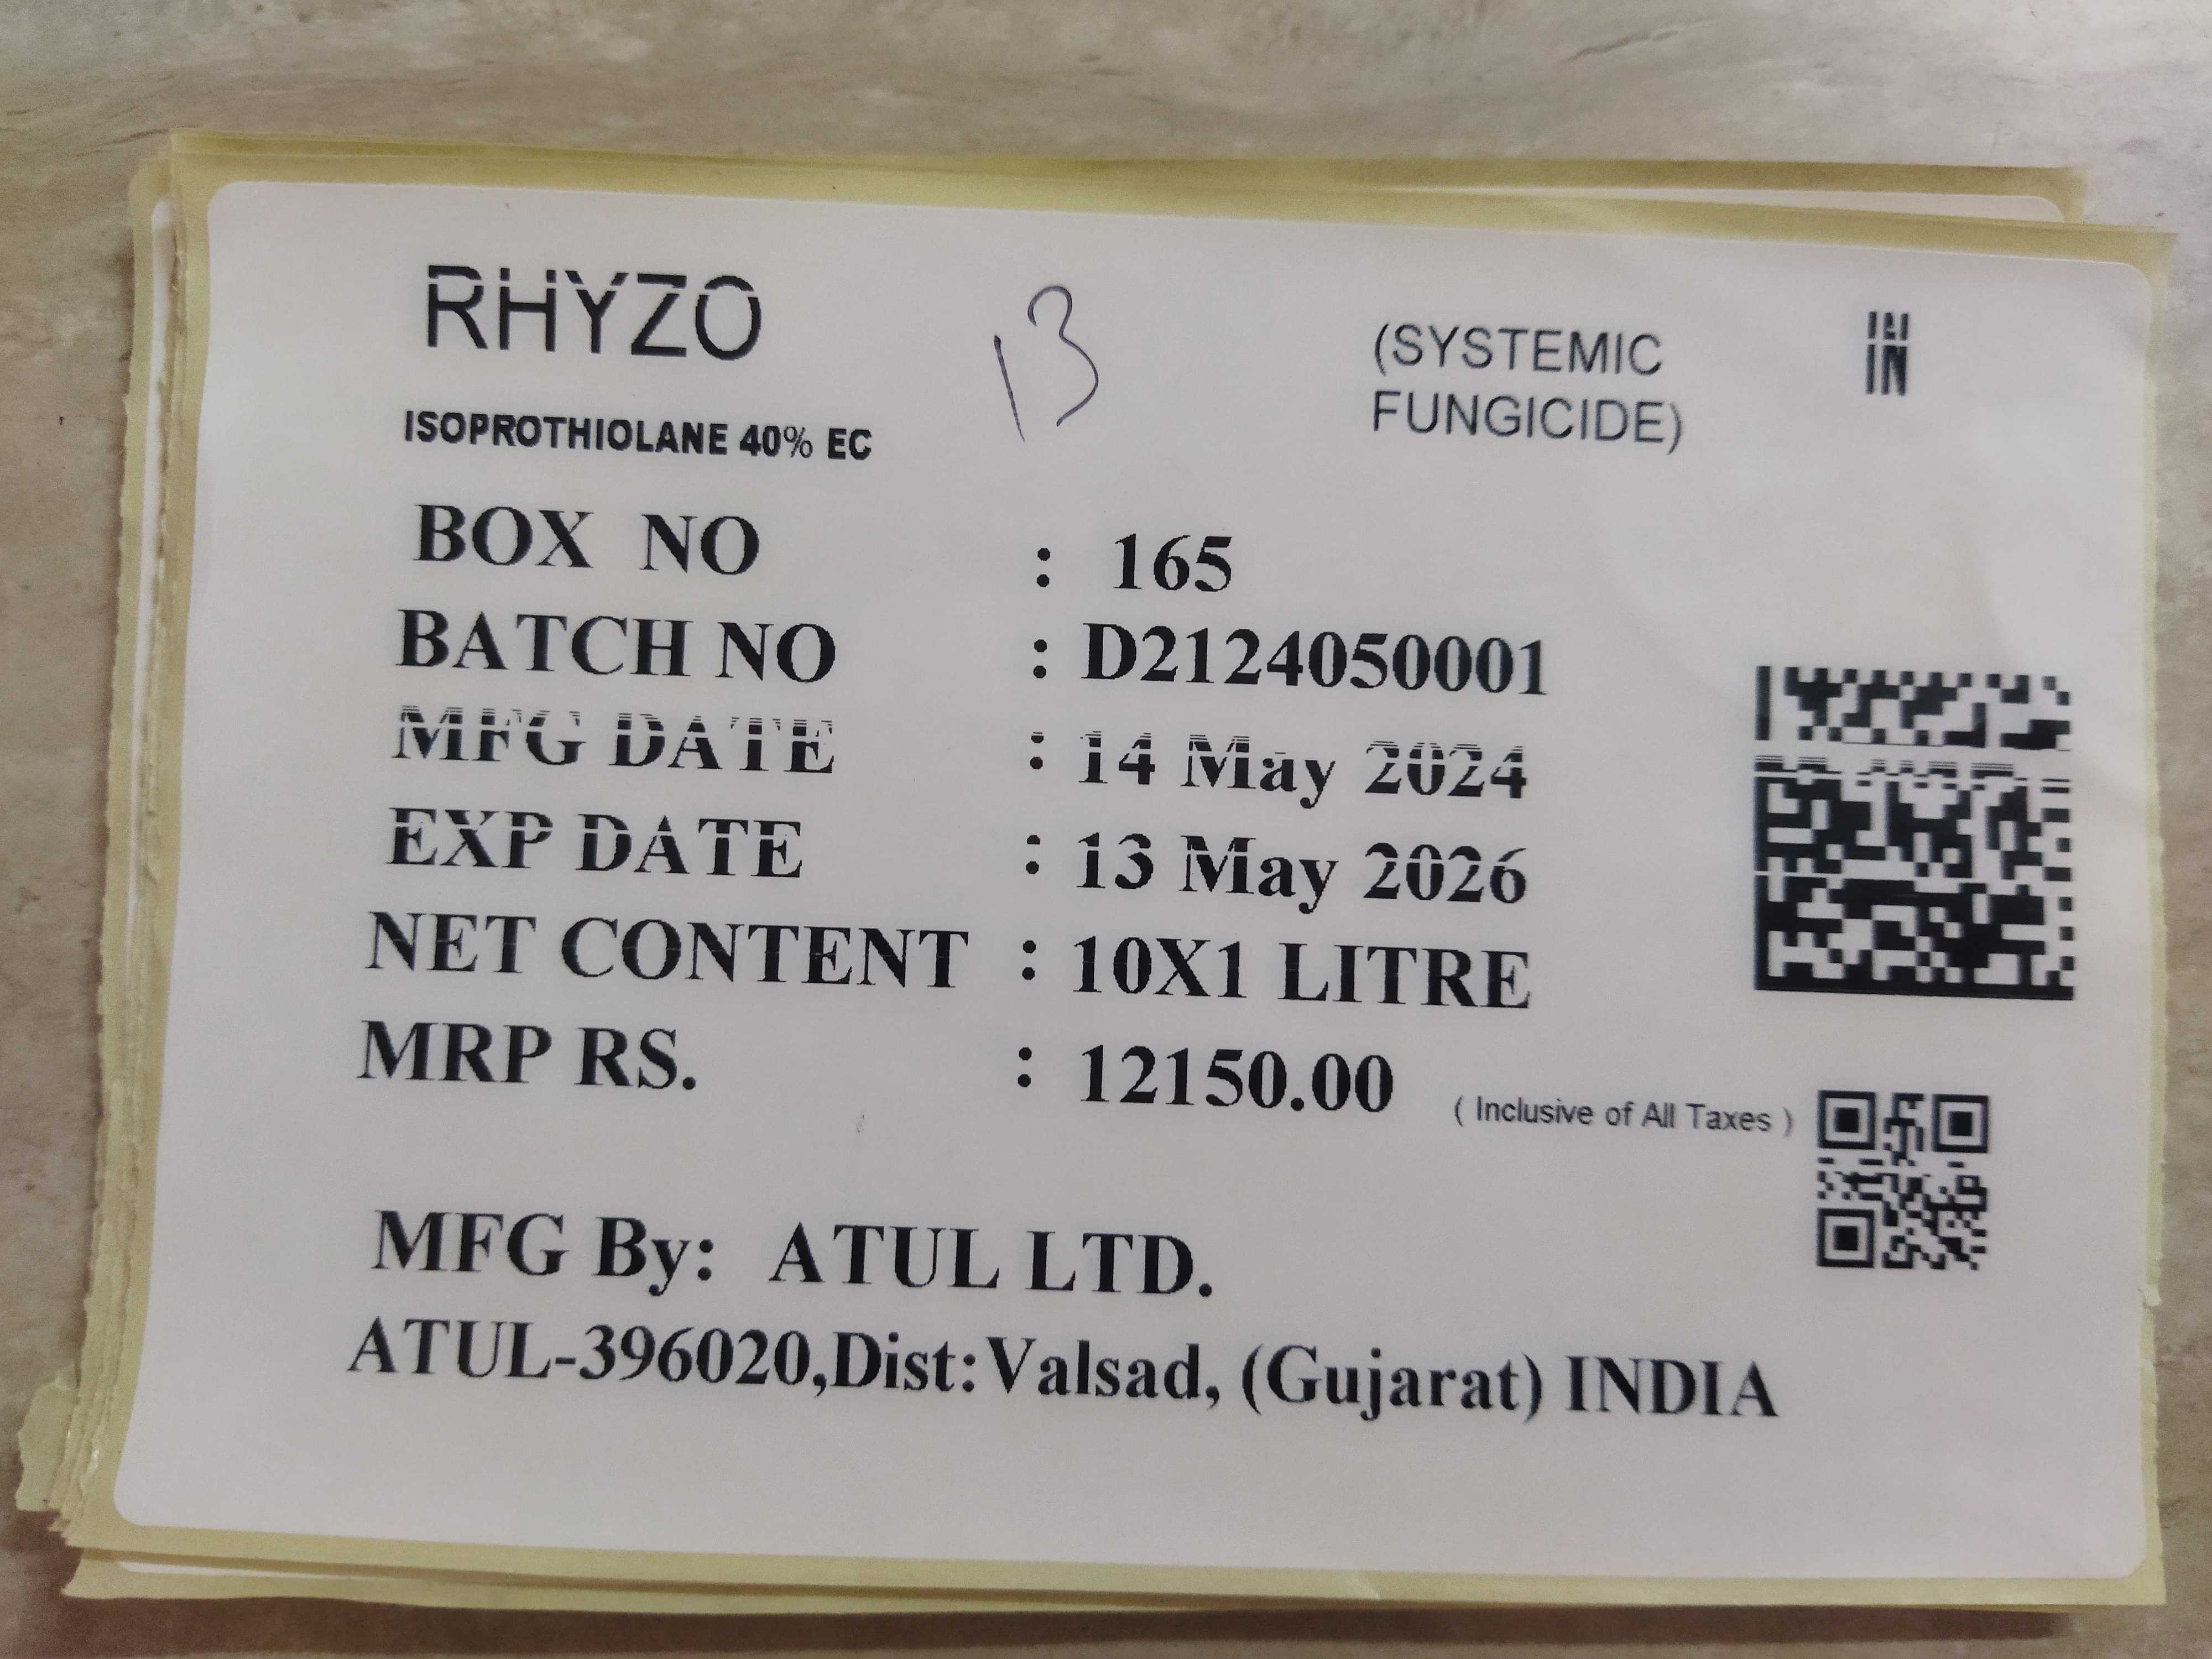 RHYZO
13
(SYSTEMIC
FUNGICIDE)
IN
ISOPROTHIOLANE 40% EC
BOX NO : 165
BATCH NO : D2124050001
MFG DATE : 14 May 2024
EXP DATE : 13 May 2026
NET CONTENT : 10X1 LITRE
MRP RS. : 12150.00 ( Inclusive of All Taxes )
MFG By: ATUL LTD.
ATUL-396020,Dist:Valsad, (Gujarat) INDIA